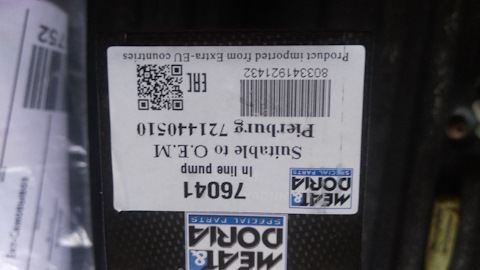 MEAT&
DORIA
SPECIAL PARTS
MEAT&
DORIA
SPECIAL PARTS
76041
In line pump
Suitable to O.E.M
Pierburg 721440510
EAC
803341921432
Product imported from Extra-EU countries
752